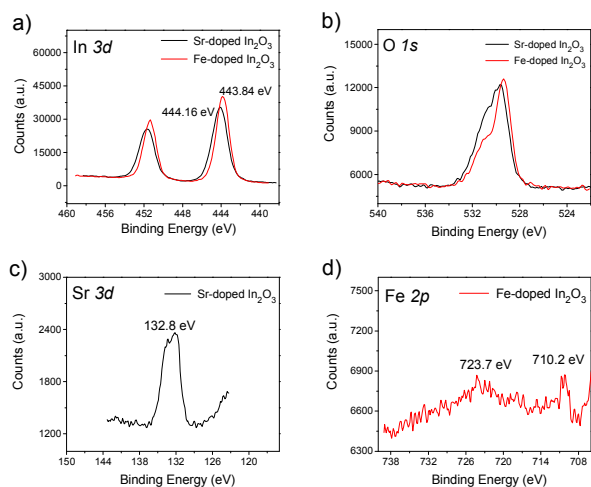 a)
In 3d
Sr-doped In₂O₃
Fe-doped In₂O₃
443.84 eV
444.16 eV
Counts (a.u.)
60000
45000
30000
15000
0
460 456 452 448 444 440
Binding Energy (eV)
b)
O 1s
Sr-doped In₂O₃
Fe-doped In₂O₃
Counts (a.u.)
15000
12000
9000
6000
540 536 532 528 524
Binding Energy (eV)
c)
Sr 3d
Sr-doped In₂O₃
132.8 eV
Counts (a.u.)
3000
2400
1800
1200
150 144 138 132 126 120
Binding Energy (eV)
d)
Fe 2p
Fe-doped In₂O₃
723.7 eV
710.2 eV
Counts (a.u.)
7200
6900
6600
6300
738 732 726 720 714 708
Binding Energy (eV)